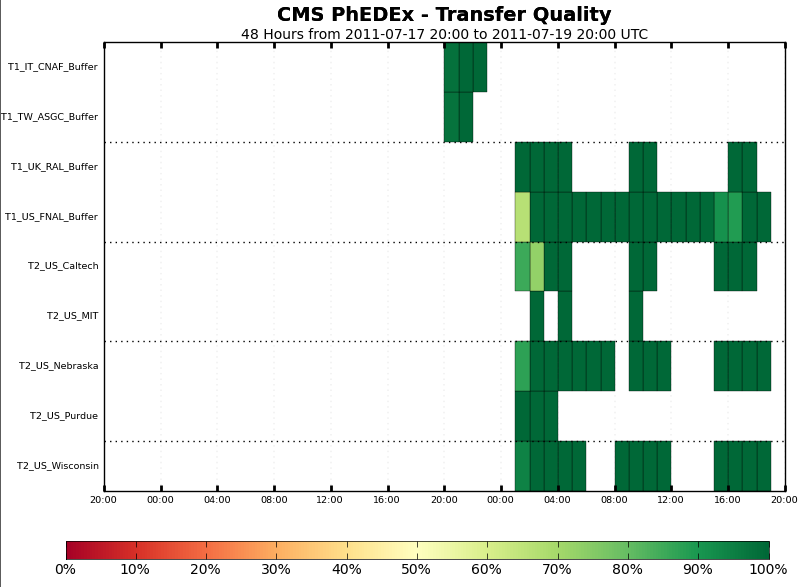 CMS PhEDEx - Transfer Quality
48 Hours from 2011-07-17 20:00 to 2011-07-19 20:00 UTC
T1_IT_CNAF_Buffer
T1_TW_ASGC_Buffer
T1_UK_RAL_Buffer
T1_US_FNAL_Buffer
T2_US_Caltech
T2_US_MIT
T2_US_Nebraska
T2_US_Purdue
T2_US_Wisconsin
20:00 00:00 04:00 08:00 12:00 16:00 20:00 00:00 04:00 08:00 12:00 16:00 20:00
0% 10% 20% 30% 40% 50% 60% 70% 80% 90% 100%